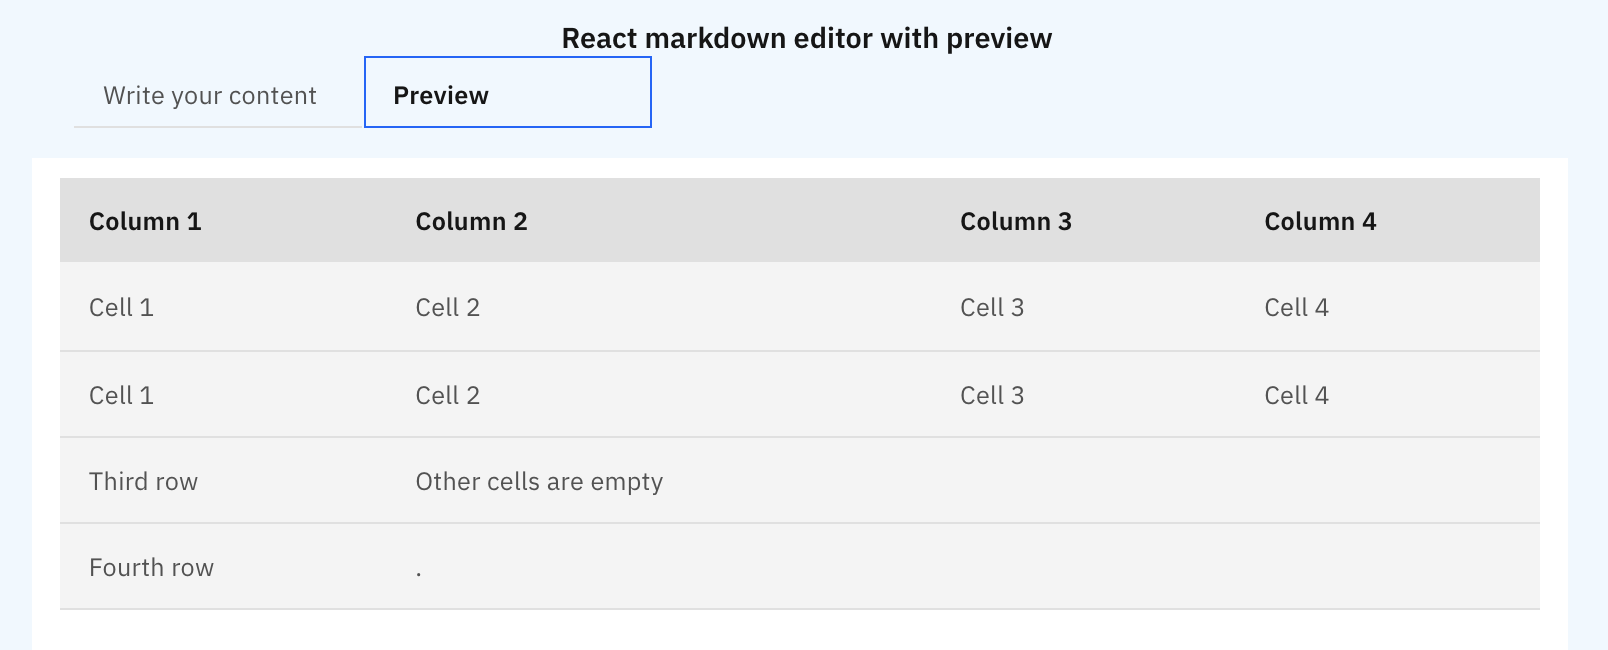 React markdown editor with preview
Write your content Preview
Column 1 Column 2 Column 3 Column 4
Cell 1 Cell 2 Cell 3 Cell 4
Cell 1 Cell 2 Cell 3 Cell 4
Third row Other cells are empty
Fourth row .